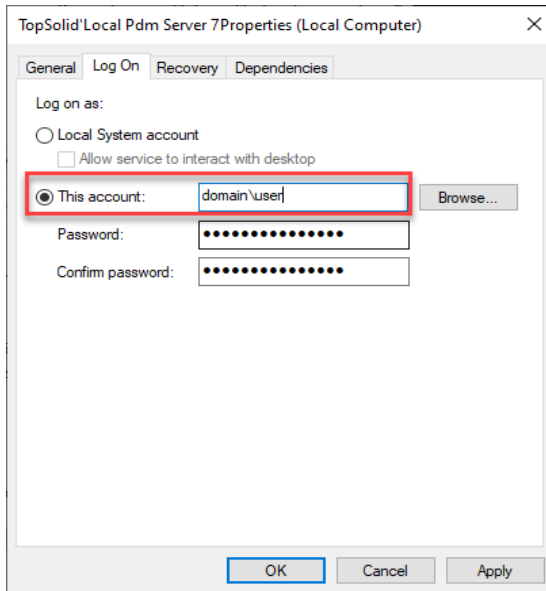 TopSolid'Local Pdm Server 7Properties (Local Computer)
General Log On Recovery Dependencies
Log on as:
Local System account
Allow service to interact with desktop
This account: domain\user Browse...
Password: •••••••••••••••
Confirm password: •••••••••••••••
OK Cancel Apply